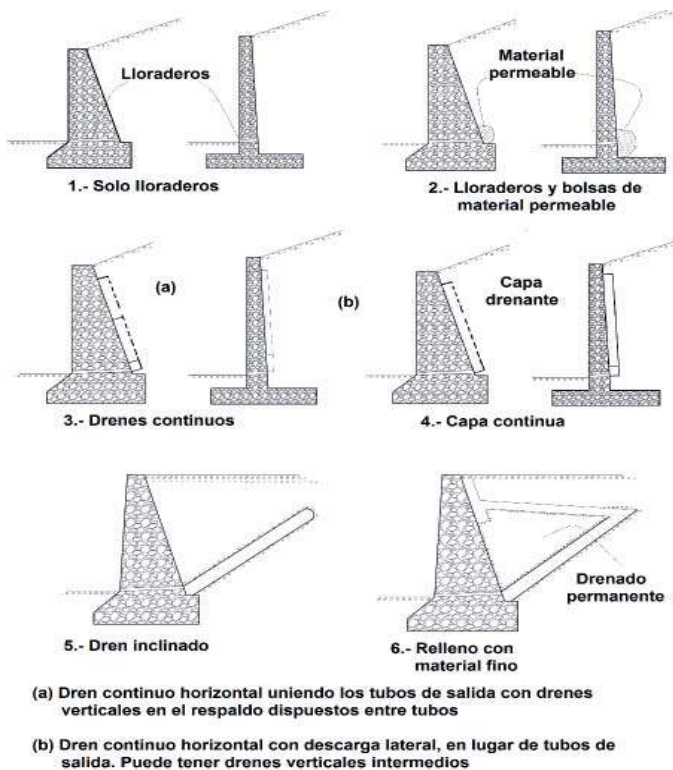 Lloraderos
Material
permeable
1.- Solo lloraderos
2.- Lloraderos y bolsas de
material permeable
(a)
(b)
Capa
drenante
3.- Drenes continuos
4.- Capa continua
Drenado
permanente
5.- Dren inclinado
6.- Relleno con
material fino
(a) Dren continuo horizontal uniendo los tubos de salida con drenes
verticales en el respaldo dispuestos entre tubos
(b) Dren continuo horizontal con descarga lateral, en lugar de tubos de
salida. Puede tener drenes verticales intermedios